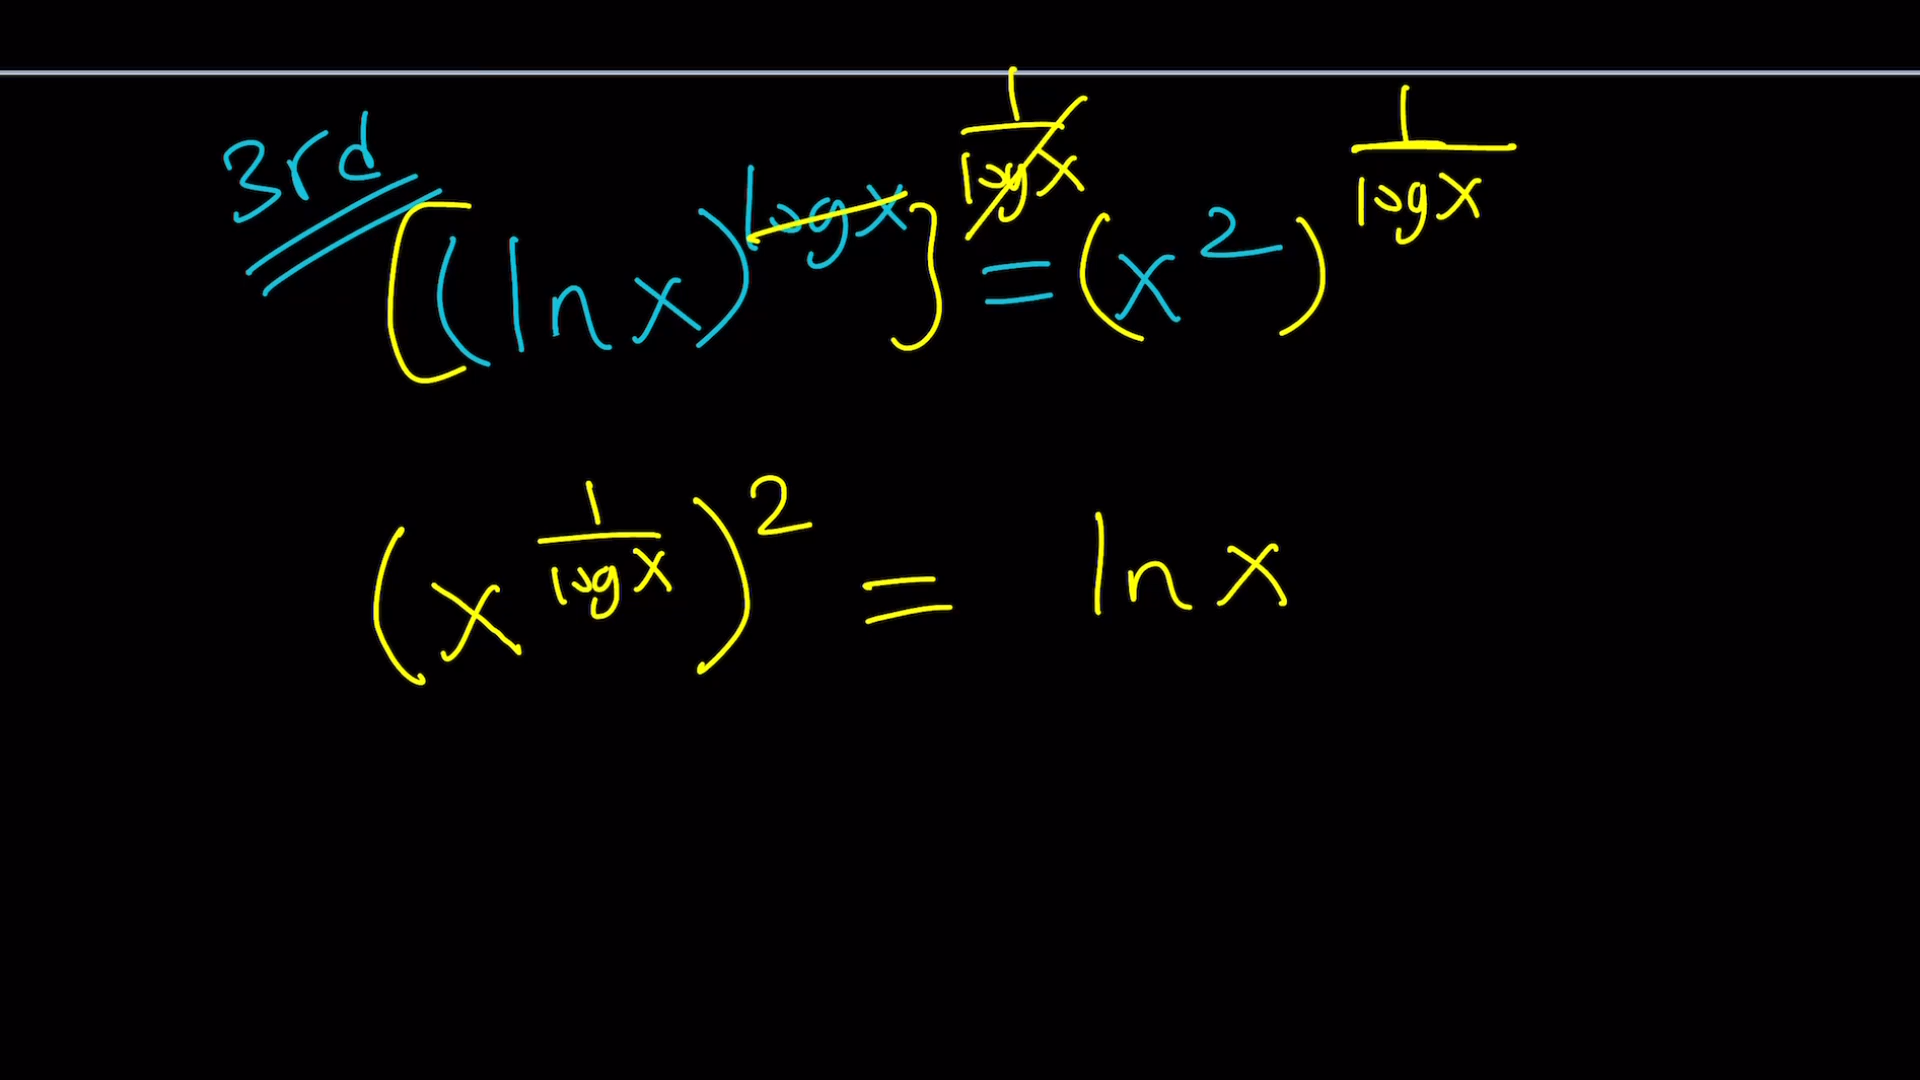 3rd
[(ln x)^{log x}]^{1/log x} = (x^2)^{1/log x}
(x^{1/log x})^2 = ln x